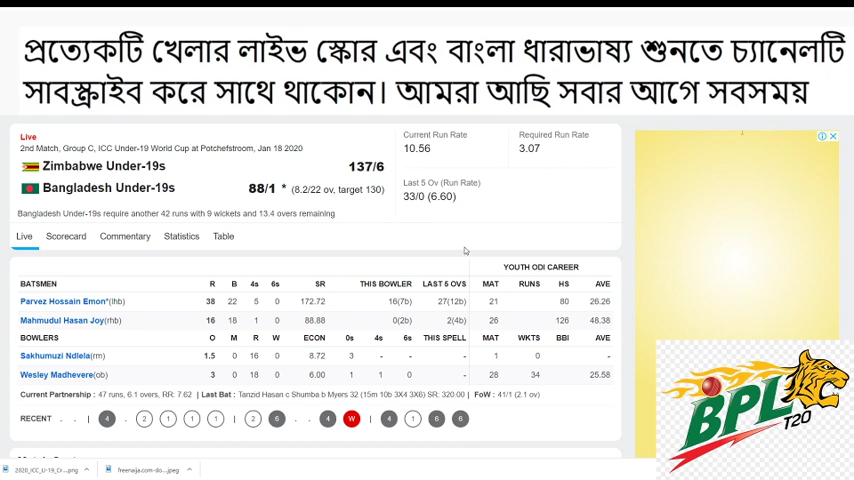 প্রত্যেকটি খেলার লাইভ স্কোর এবং বাংলা ধারাভাষ্য শুনতে চ্যানেলটি
সাবস্ক্রাইব করে সাথে থাকোন। আমরা আছি সবার আগে সবসময়
Live
2nd Match, Group C, ICC Under-19 World Cup at Potchefstroom, Jan 18 2020
Zimbabwe Under-19s 137/6
Bangladesh Under-19s 88/1 * (8.2/22 ov, target 130)
Bangladesh Under-19s require another 42 runs with 9 wickets and 13.4 overs remaining
Current Run Rate Required Run Rate
10.56 3.07
Last 5 Ov (Run Rate)
33/0 (6.60)
Live Scorecard Commentary Statistics Table
YOUTH ODI CAREER
BATSMEN R B 4s 6s SR THIS BOWLER LAST 5 OVS MAT RUNS HS AVE
Parvez Hossain Emon*(lhb) 38 22 5 0 172.72 16(7b) 27(12b) 21 80 26.26
Mahmudul Hasan Joy(rhb) 16 18 1 0 88.88 0(2b) 2(4b) 26 126 48.38
BOWLERS O M R W ECON 0s 4s 6s THIS SPELL MAT WKTS BBI AVE
Sakhumuzi Ndlela(rm) 1.5 0 16 0 8.72 3 - - - 1 0 - -
Wesley Madhevere(ob) 3 0 18 0 6.00 1 1 0 - 28 34 25.58
Current Partnership : 47 runs, 6.1 overs, RR: 7.62 | Last Bat : Tanzid Hasan c Shumba b Myers 32 (15m 10b 3X4 3X6) SR: 320.00 | FoW : 41/1 (2.1 ov)
RECENT . . | 4 . 2 1 1 1 | 2 6 . . 4 W | 4 1 6 6
BPL
T20
2020_ICC_U-19_Cr....png freenaija.com-do....jpeg